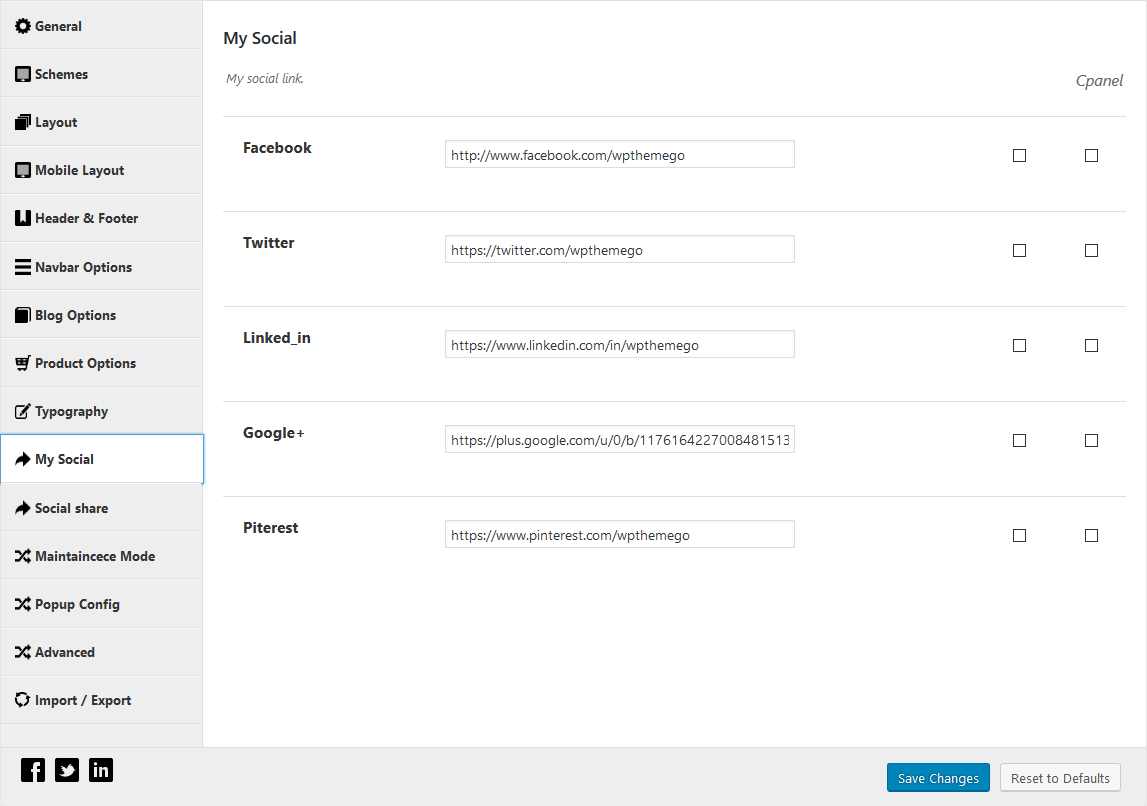 General
Schemes
Layout
Mobile Layout
Header & Footer
Navbar Options
Blog Options
Product Options
Typography
My Social
Social share
Maintaincece Mode
Popup Config
Advanced
Import / Export
My Social
My social link.
Cpanel
Facebook
http://www.facebook.com/wpthemego
Twitter
https://twitter.com/wpthemego
Linked_in
https://www.linkedin.com/in/wpthemego
Google+
https://plus.google.com/u/0/b/1176164227008481513
Piterest
https://www.pinterest.com/wpthemego
Save Changes
Reset to Defaults